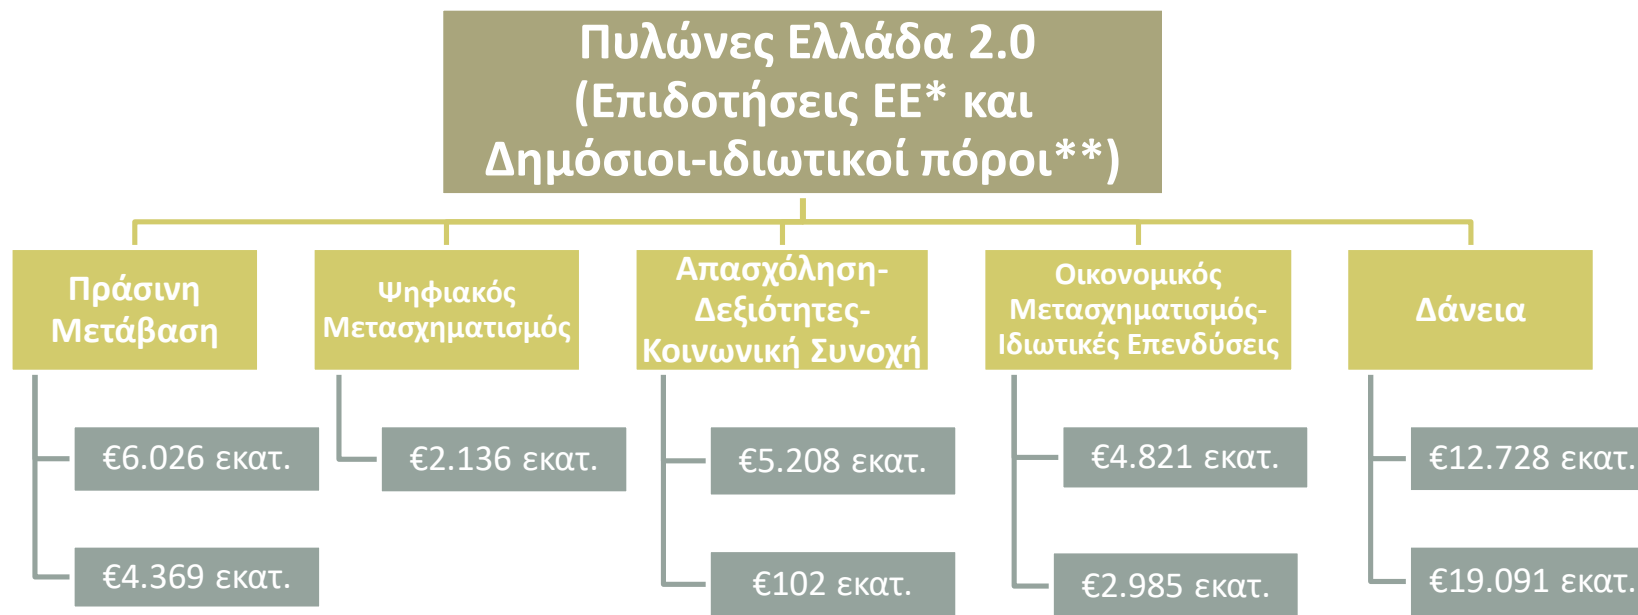 Πυλώνες Ελλάδα 2.0
(Επιδοτήσεις ΕΕ* και
Δημόσιοι-ιδιωτικοί πόροι**)
Πράσινη
Μετάβαση
Ψηφιακός
Μετασχηματισμός
Απασχόληση-
Δεξιότητες-
Κοινωνική Συνοχή
Οικονομικός
Μετασχηματισμός-
Ιδιωτικές Επενδύσεις
Δάνεια
€6.026 εκατ.
€2.136 εκατ.
€5.208 εκατ.
€4.821 εκατ.
€12.728 εκατ.
€4.369 εκατ.
€102 εκατ.
€2.985 εκατ.
€19.091 εκατ.